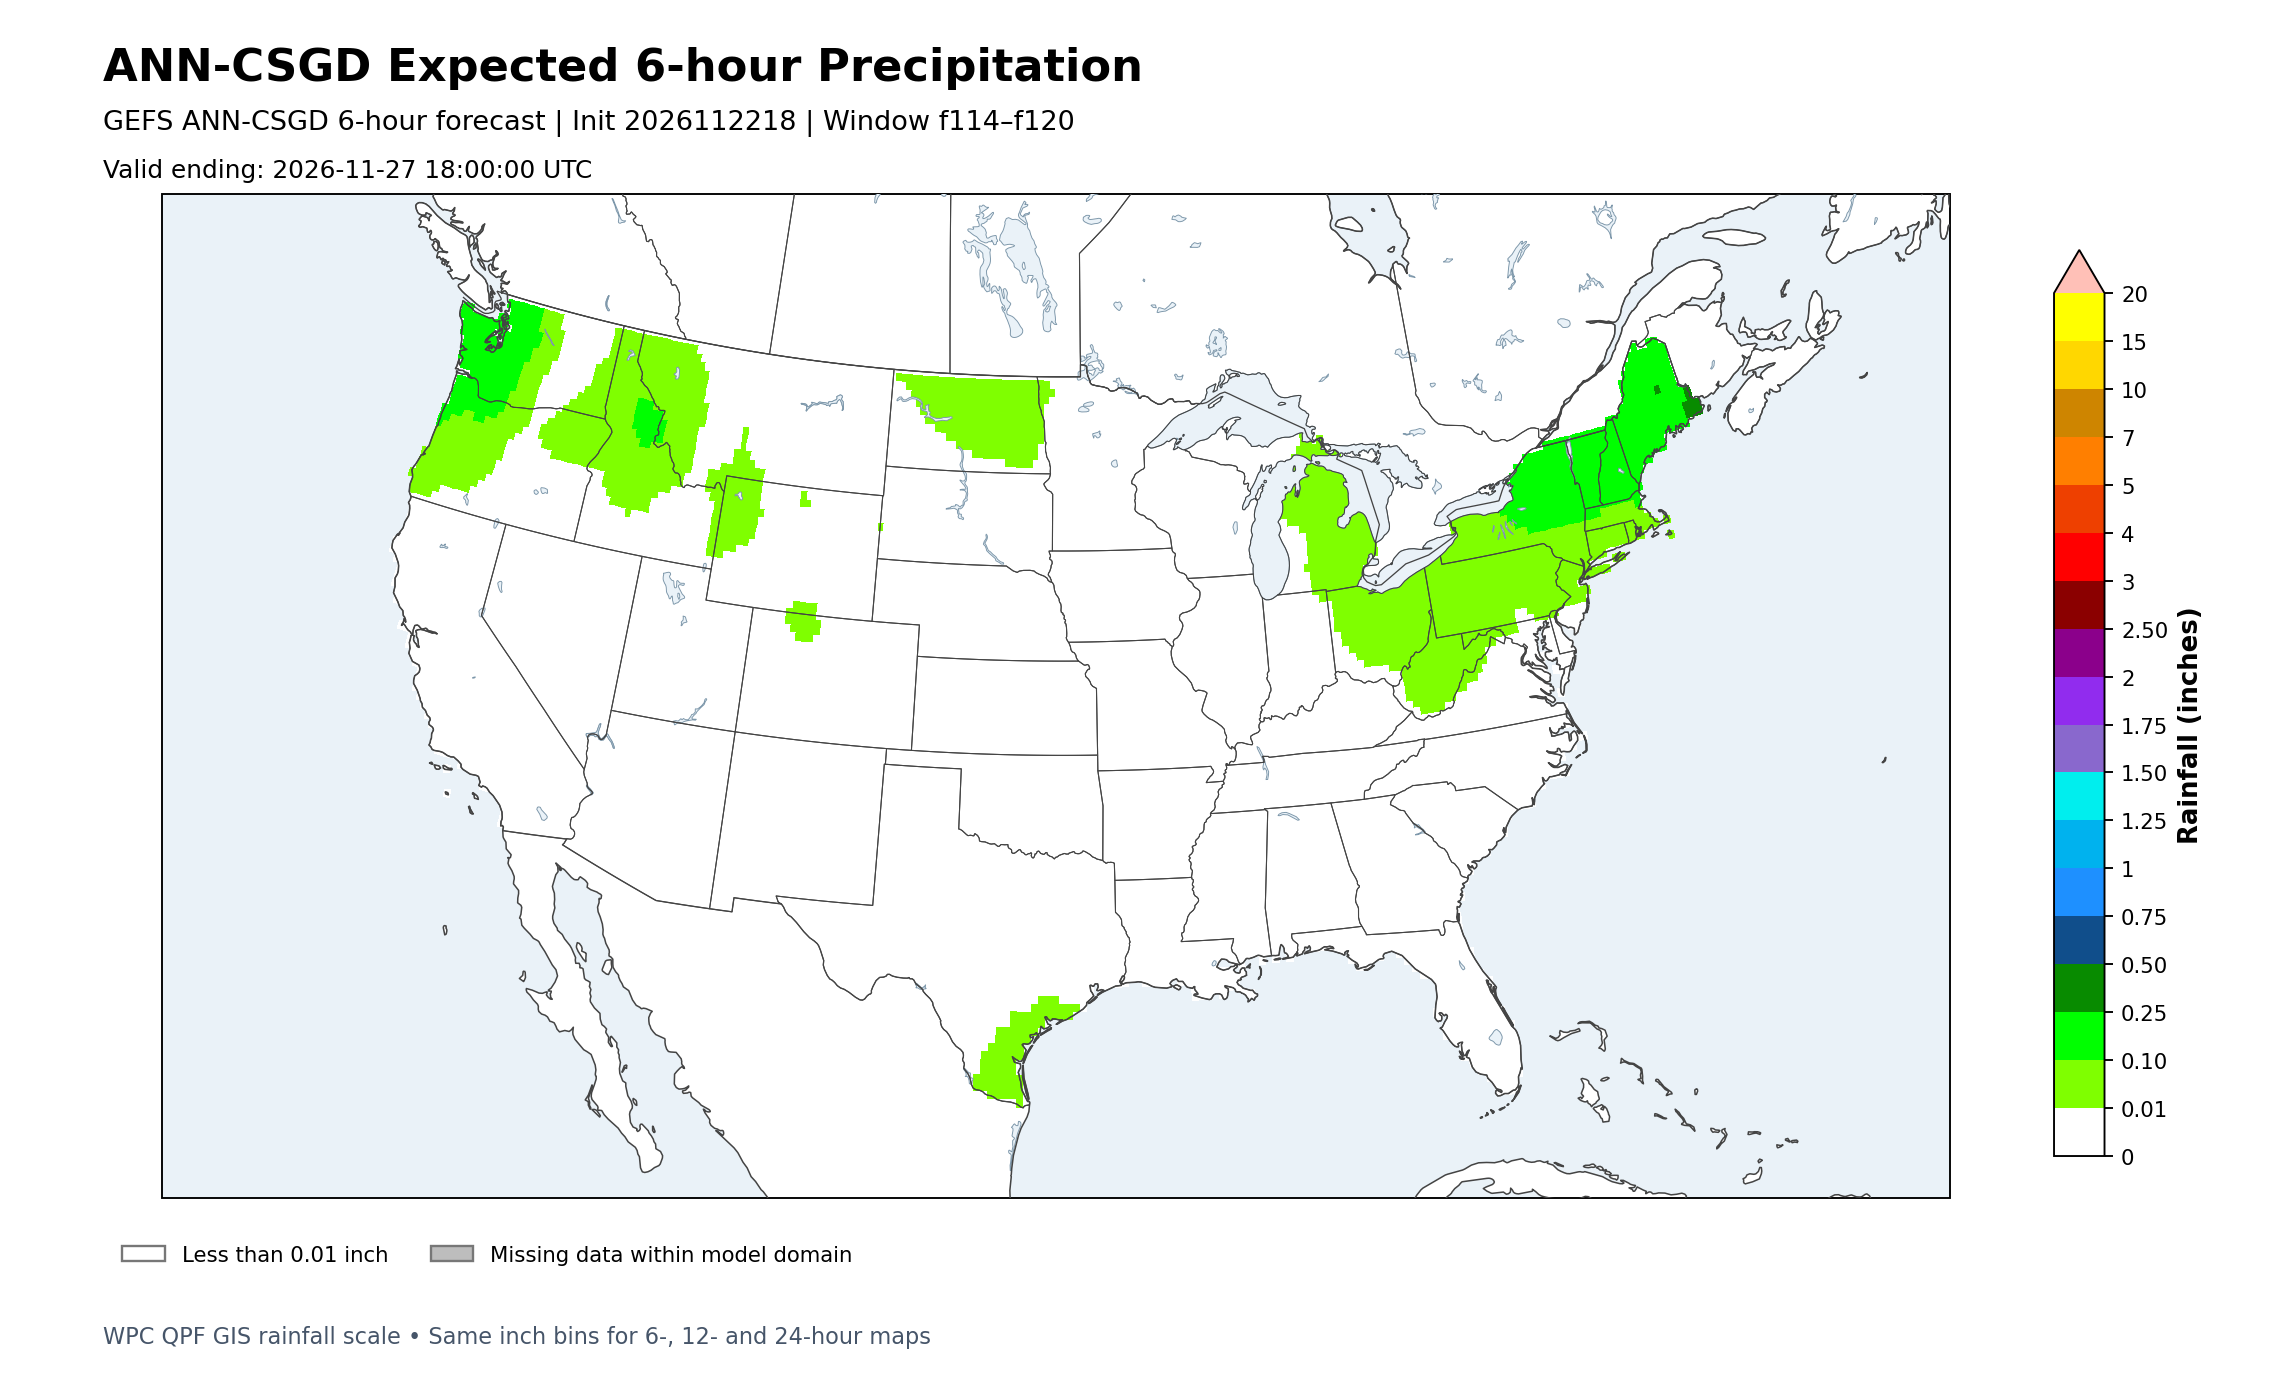 ANN-CSGD Expected 6-hour Precipitation
GEFS ANN-CSGD 6-hour forecast | Init 2026112218 | Window f114–f120
Valid ending: 2026-11-27 18:00:00 UTC
20
15
10
7
5
4
3
2.50
2
1.75
1.50
1.25
1
0.75
0.50
0.25
0.10
0.01
0
Rainfall (inches)
Less than 0.01 inch
Missing data within model domain
WPC QPF GIS rainfall scale • Same inch bins for 6-, 12- and 24-hour maps